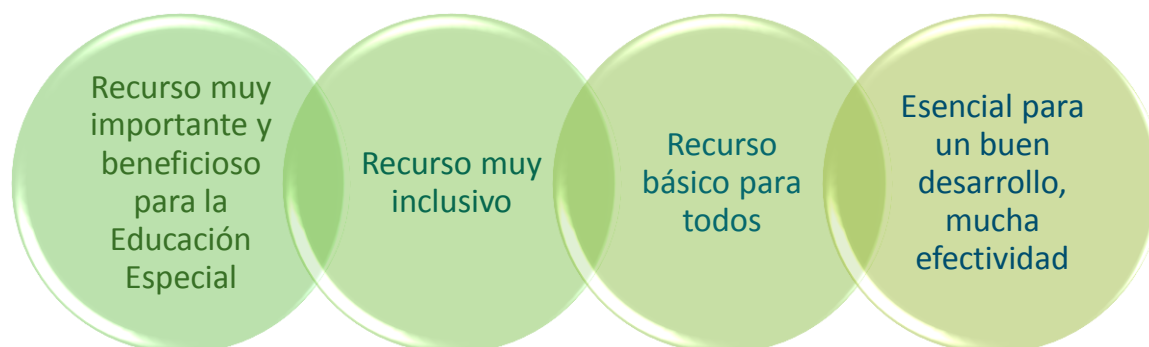 Recurso muy
importante y
beneficioso
para la
Educación
Especial
Recurso muy
inclusivo
Recurso
básico para
todos
Esencial para
un buen
desarrollo,
mucha
efectividad